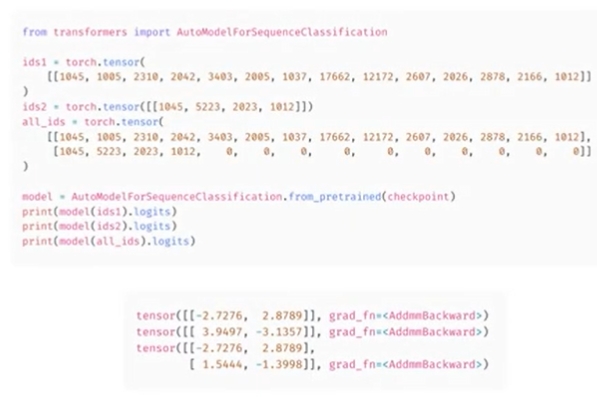 from transformers import AutoModelForSequenceClassification
ids1 = torch.tensor(
[[1045, 1005, 2310, 2042, 3403, 2005, 1037, 17662, 12172, 2607, 2026, 2878, 2166, 1012]]
)
ids2 = torch.tensor([[1045, 5223, 2023, 1012]])
all_ids = torch.tensor(
[[1045, 1005, 2310, 2042, 3403, 2005, 1037, 17662, 12172, 2607, 2026, 2878, 2166, 1012],
[1045, 5223, 2023, 1012, 0, 0, 0, 0, 0, 0, 0, 0, 0, 0]]
)
model = AutoModelForSequenceClassification.from_pretrained(checkpoint)
print(model(ids1).logits)
print(model(ids2).logits)
print(model(all_ids).logits)
tensor([[-2.7276, 2.8789]], grad_fn=<AddmmBackward>)
tensor([[ 3.9497, -3.1357]], grad_fn=<AddmmBackward>)
tensor([[-2.7276, 2.8789],
[ 1.5444, -1.3998]], grad_fn=<AddmmBackward>)